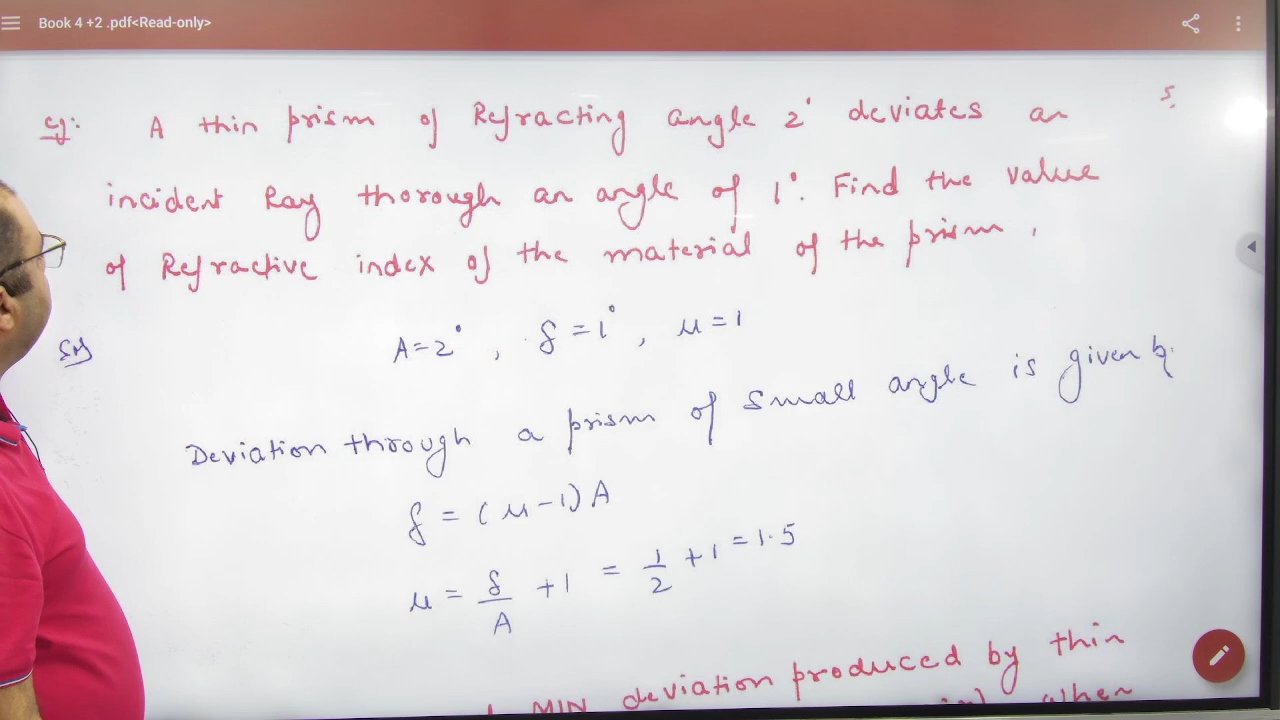 Book 4 +2 .pdf<Read-only>
eg: A thin prism of Refracting angle 2° deviates an
incident Ray thorough an angle of 1°. Find the value
of Refractive index of the material of the prism.
Sol A=2°, δ=1°, μ=1
Deviation through a prism of small angle is given by
δ = (μ-1)A
μ = δ/A +1 = 1/2 +1 = 1.5
MIN deviation produced by thin
when